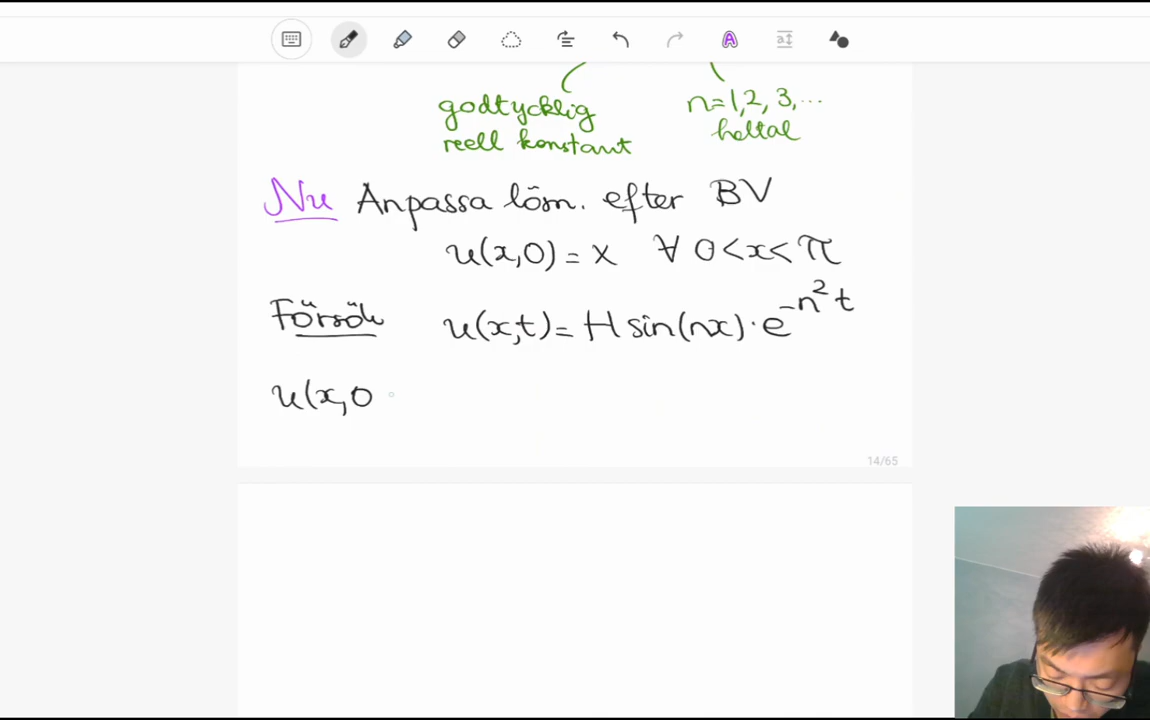 godtycklig
reell konstant
n=1,2, 3,...
heltal
Nu Anpassa lösn. efter BV
u(x,0) = x ∀ 0<x<π
Försök u(x,t)= H sin(nx)·e^{-n^2 t}
u(x,0
14/65